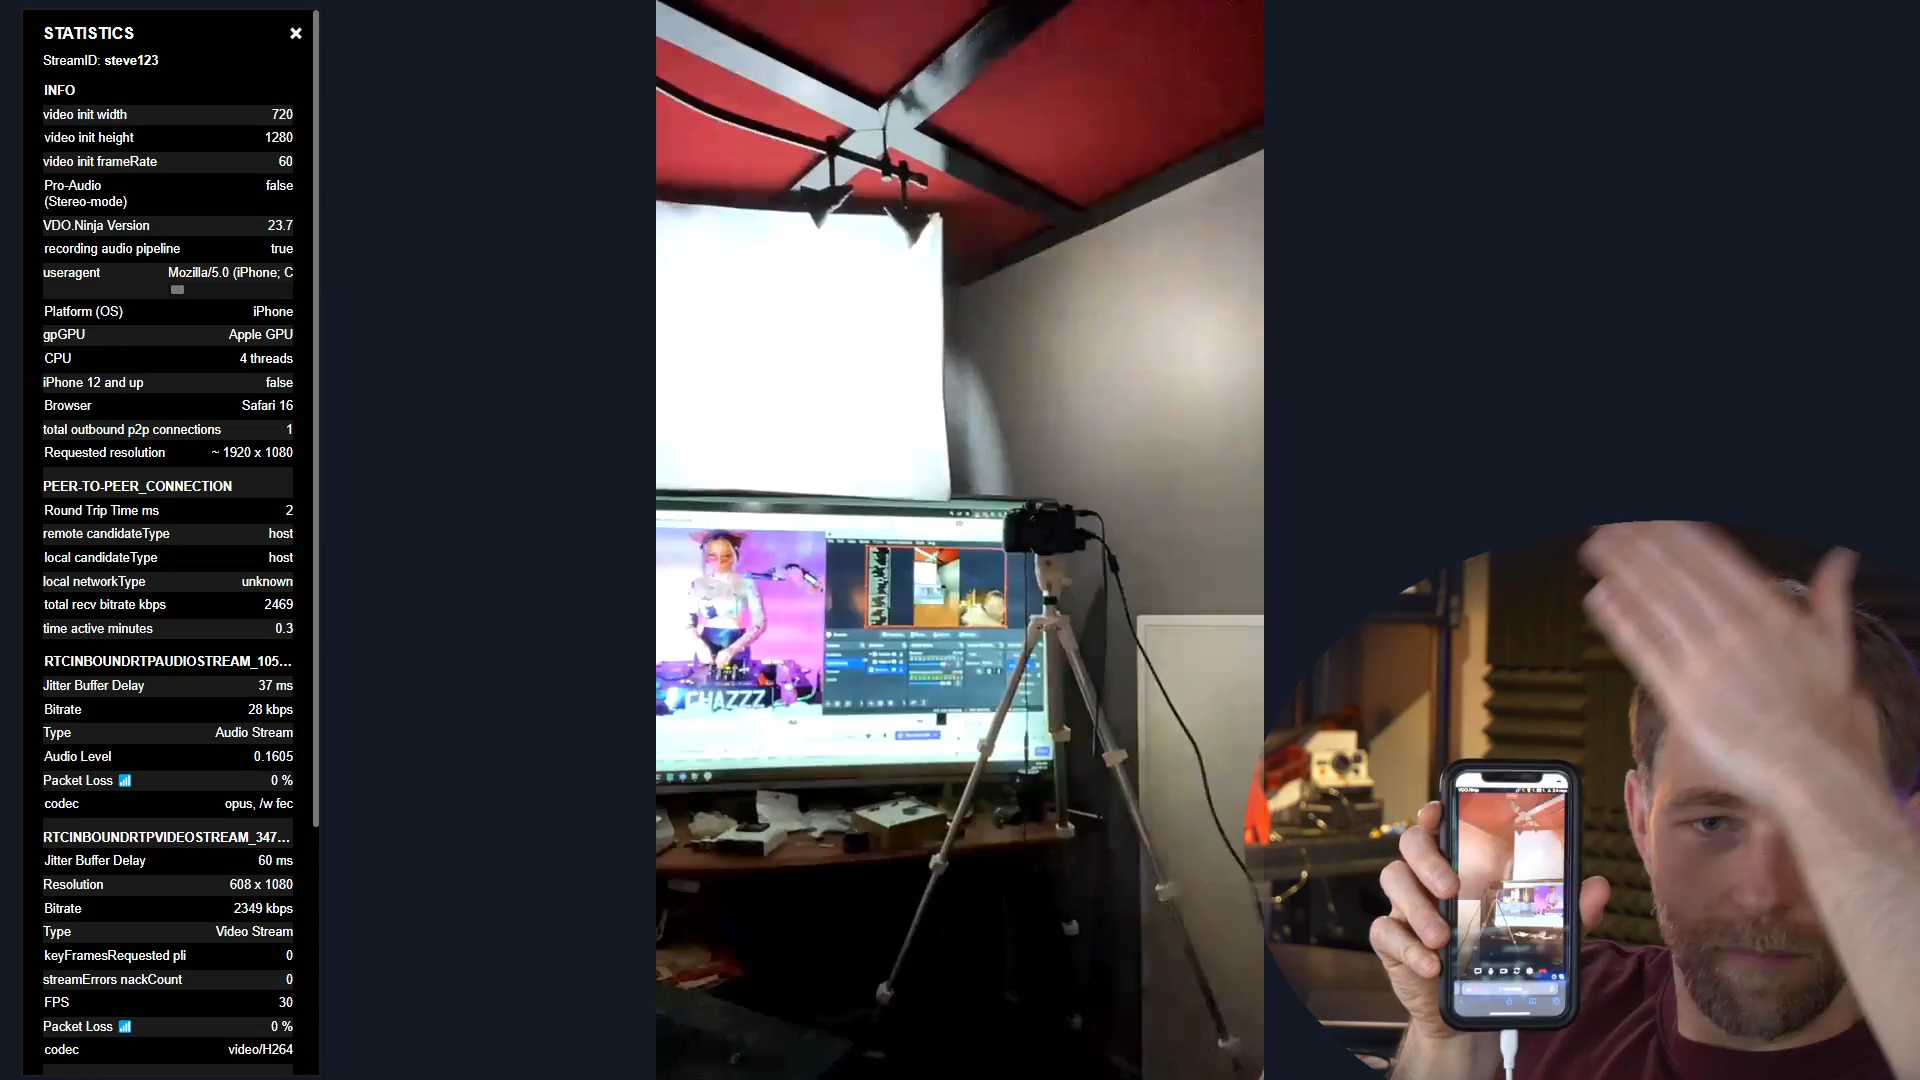 STATISTICS ×
StreamID: steve123
INFO
video init width 720
video init height 1280
video init frameRate 60
Pro-Audio false
(Stereo-mode)
VDO.Ninja Version 23.7
recording audio pipeline true
useragent Mozilla/5.0 (iPhone; C
Platform (OS) iPhone
gpGPU Apple GPU
CPU 4 threads
iPhone 12 and up false
Browser Safari 16
total outbound p2p connections 1
Requested resolution ~ 1920 x 1080
PEER-TO-PEER_CONNECTION
Round Trip Time ms 2
remote candidateType host
local candidateType host
local networkType unknown
total recv bitrate kbps 2469
time active minutes 0.3
RTCINBOUNDRTPAUDIOSTREAM_105...
Jitter Buffer Delay 37 ms
Bitrate 28 kbps
Type Audio Stream
Audio Level 0.1605
Packet Loss 0 %
codec opus, /w fec
RTCINBOUNDRTPVIDEOSTREAM_347...
Jitter Buffer Delay 60 ms
Resolution 608 x 1080
Bitrate 2349 kbps
Type Video Stream
keyFramesRequested pli 0
streamErrors nackCount 0
FPS 30
Packet Loss 0 %
codec video/H264
CHAZZZ